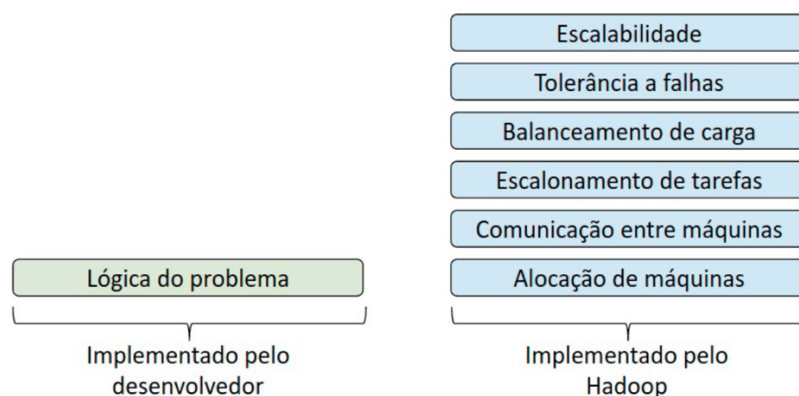 Escalabilidade
Tolerância a falhas
Balanceamento de carga
Escalonamento de tarefas
Comunicação entre máquinas
Lógica do problema
Alocação de máquinas
Implementado pelo
desenvolvedor
Implementado pelo
Hadoop